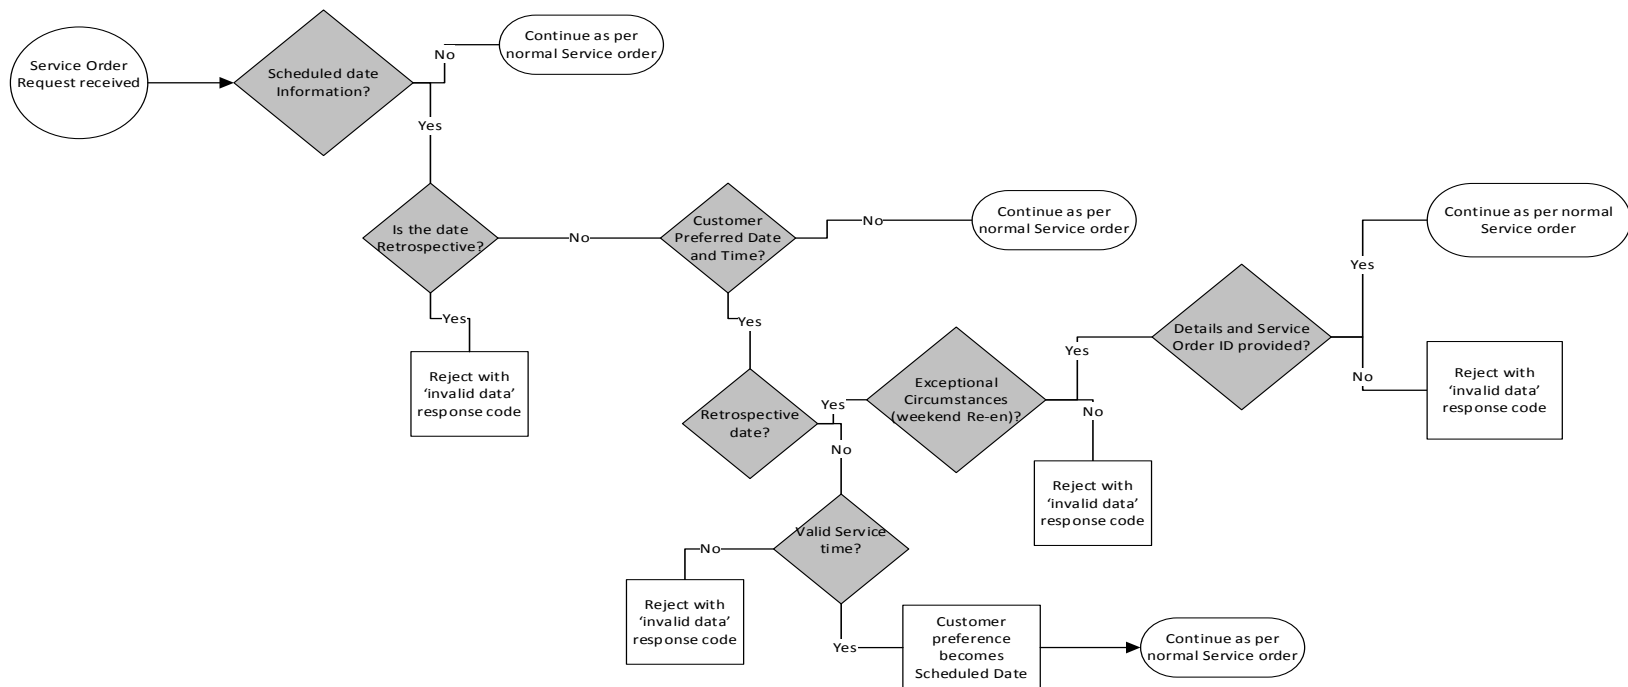 Service Order
Request received
Scheduled date
Information?
No
Continue as per
normal Service order
Yes
Is the date
Retrospective?
No
Customer
Preferred Date
and Time?
No
Continue as per
normal Service order
Yes
Reject with
‘invalid data’
response code
Yes
Retrospective
date?
Yes
Exceptional
Circumstances
(weekend Re-en)?
Yes
Details and Service
Order ID provided?
Yes
Continue as per normal
Service order
No
Reject with
‘invalid data’
response code
No
Reject with
‘invalid data’
response code
No
Valid Service
time?
No
Reject with
‘invalid data’
response code
Yes
Customer
preference
becomes
Scheduled Date
Continue as per
normal Service order